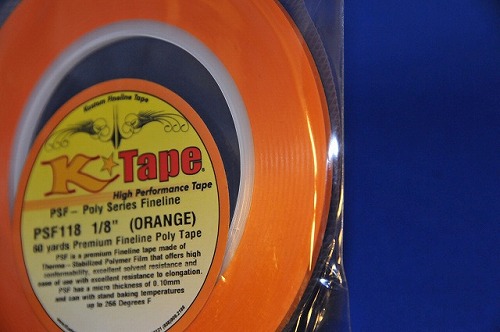 Kustom Fineline Tape
K Tape®
High Performance Tape
PSF - Poly Series Fineline
PSF118 1/8" (ORANGE)
60 yards Premium Fineline Poly Tape
PSF is a premium Fineline tape made of
Thermo - Stabilized Polymer Film that offers high
conformability, excellent solvent resistance and
ease of use with excellent resistance to elongation.
PSF has a micro thickness of 0.10mm
and can with stand baking temperatures
up to 266 Degrees F